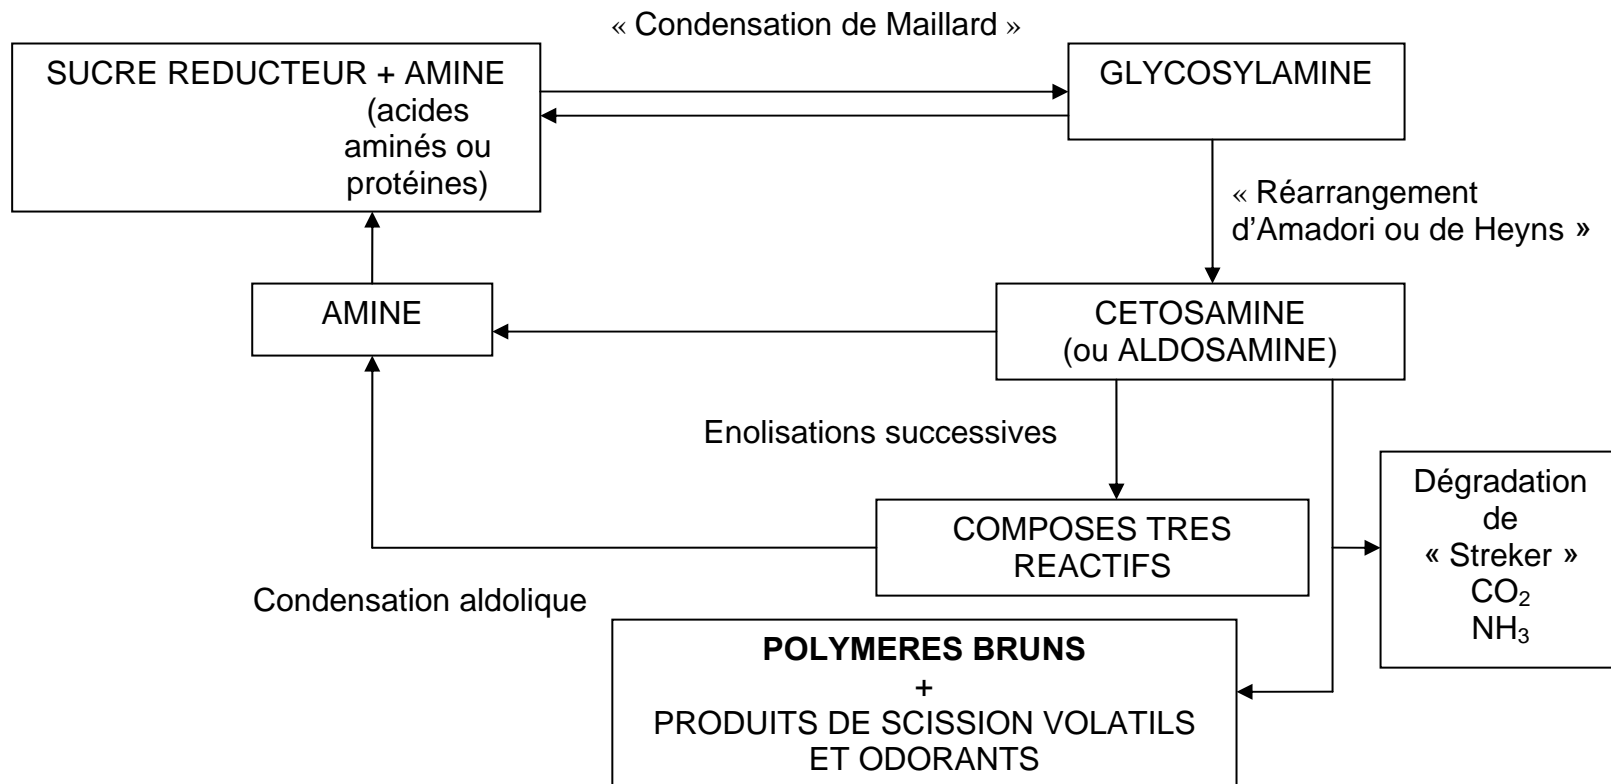 « Condensation de Maillard »
SUCRE REDUCTEUR + AMINE
(acides
aminés ou
protéines)
GLYCOSYLAMINE
« Réarrangement
d’Amadori ou de Heyns »
AMINE
CETOSAMINE
(ou ALDOSAMINE)
Enolisations successives
COMPOSES TRES
REACTIFS
Dégradation
de
« Streker »
CO₂
NH₃
Condensation aldolique
POLYMERES BRUNS
+
PRODUITS DE SCISSION VOLATILS
ET ODORANTS